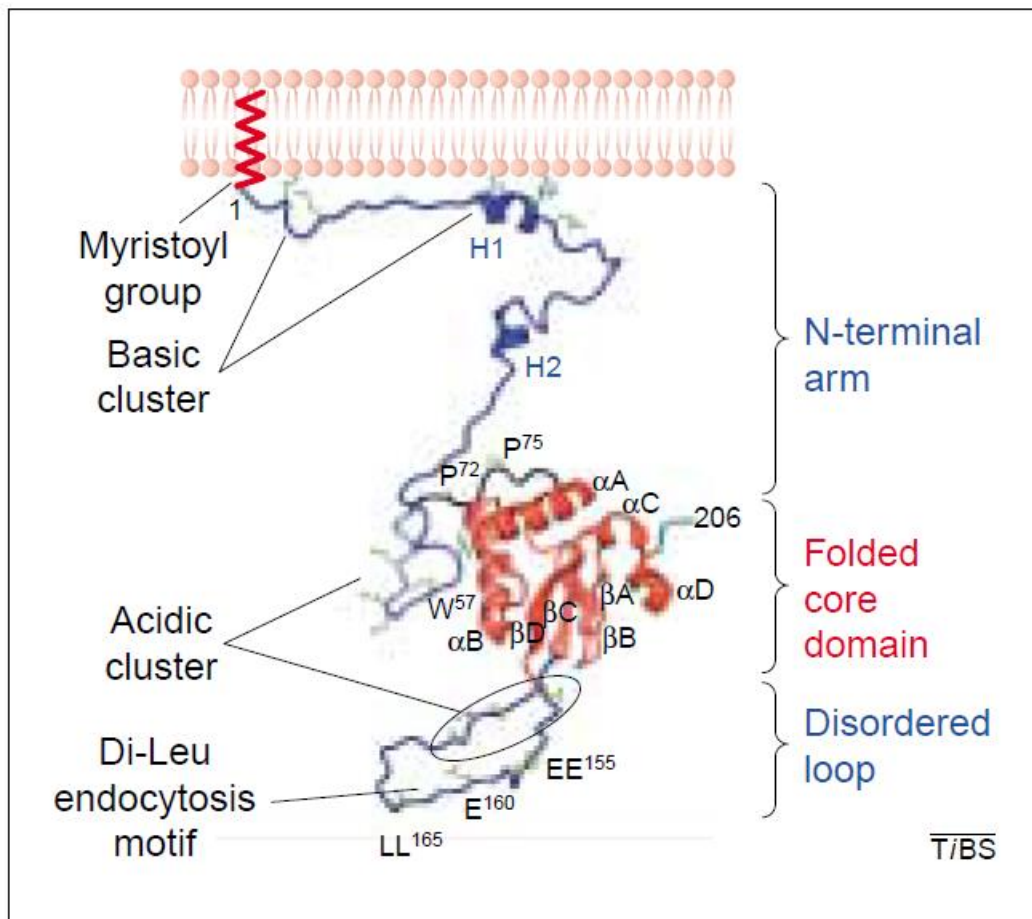 1
Myristoyl
group
H1
Basic
cluster
H2
N-terminal
arm
P75
P72
αA
αC
206
Folded
core
domain
W57
αB
βD
βC
βA
βB
αD
Acidic
cluster
Disordered
loop
Di-Leu
endocytosis
motif
EE155
E160
LL165
TiBS